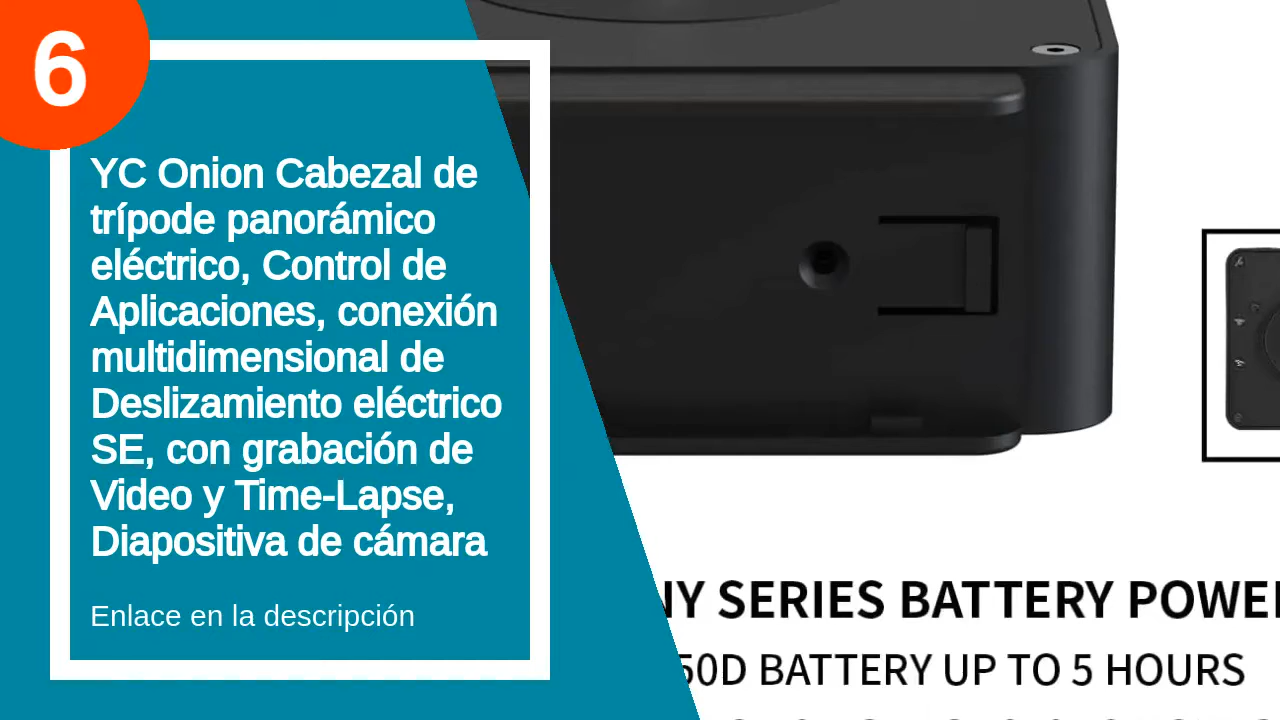 6
YC Onion Cabezal de
trípode panorámico
eléctrico, Control de
Aplicaciones, conexión
multidimensional de
Deslizamiento eléctrico
SE, con grabación de
Video y Time-Lapse,
Diapositiva de cámara
Enlace en la descripción
SERIES BATTERY
BATTERY UP TO 5 HOURS